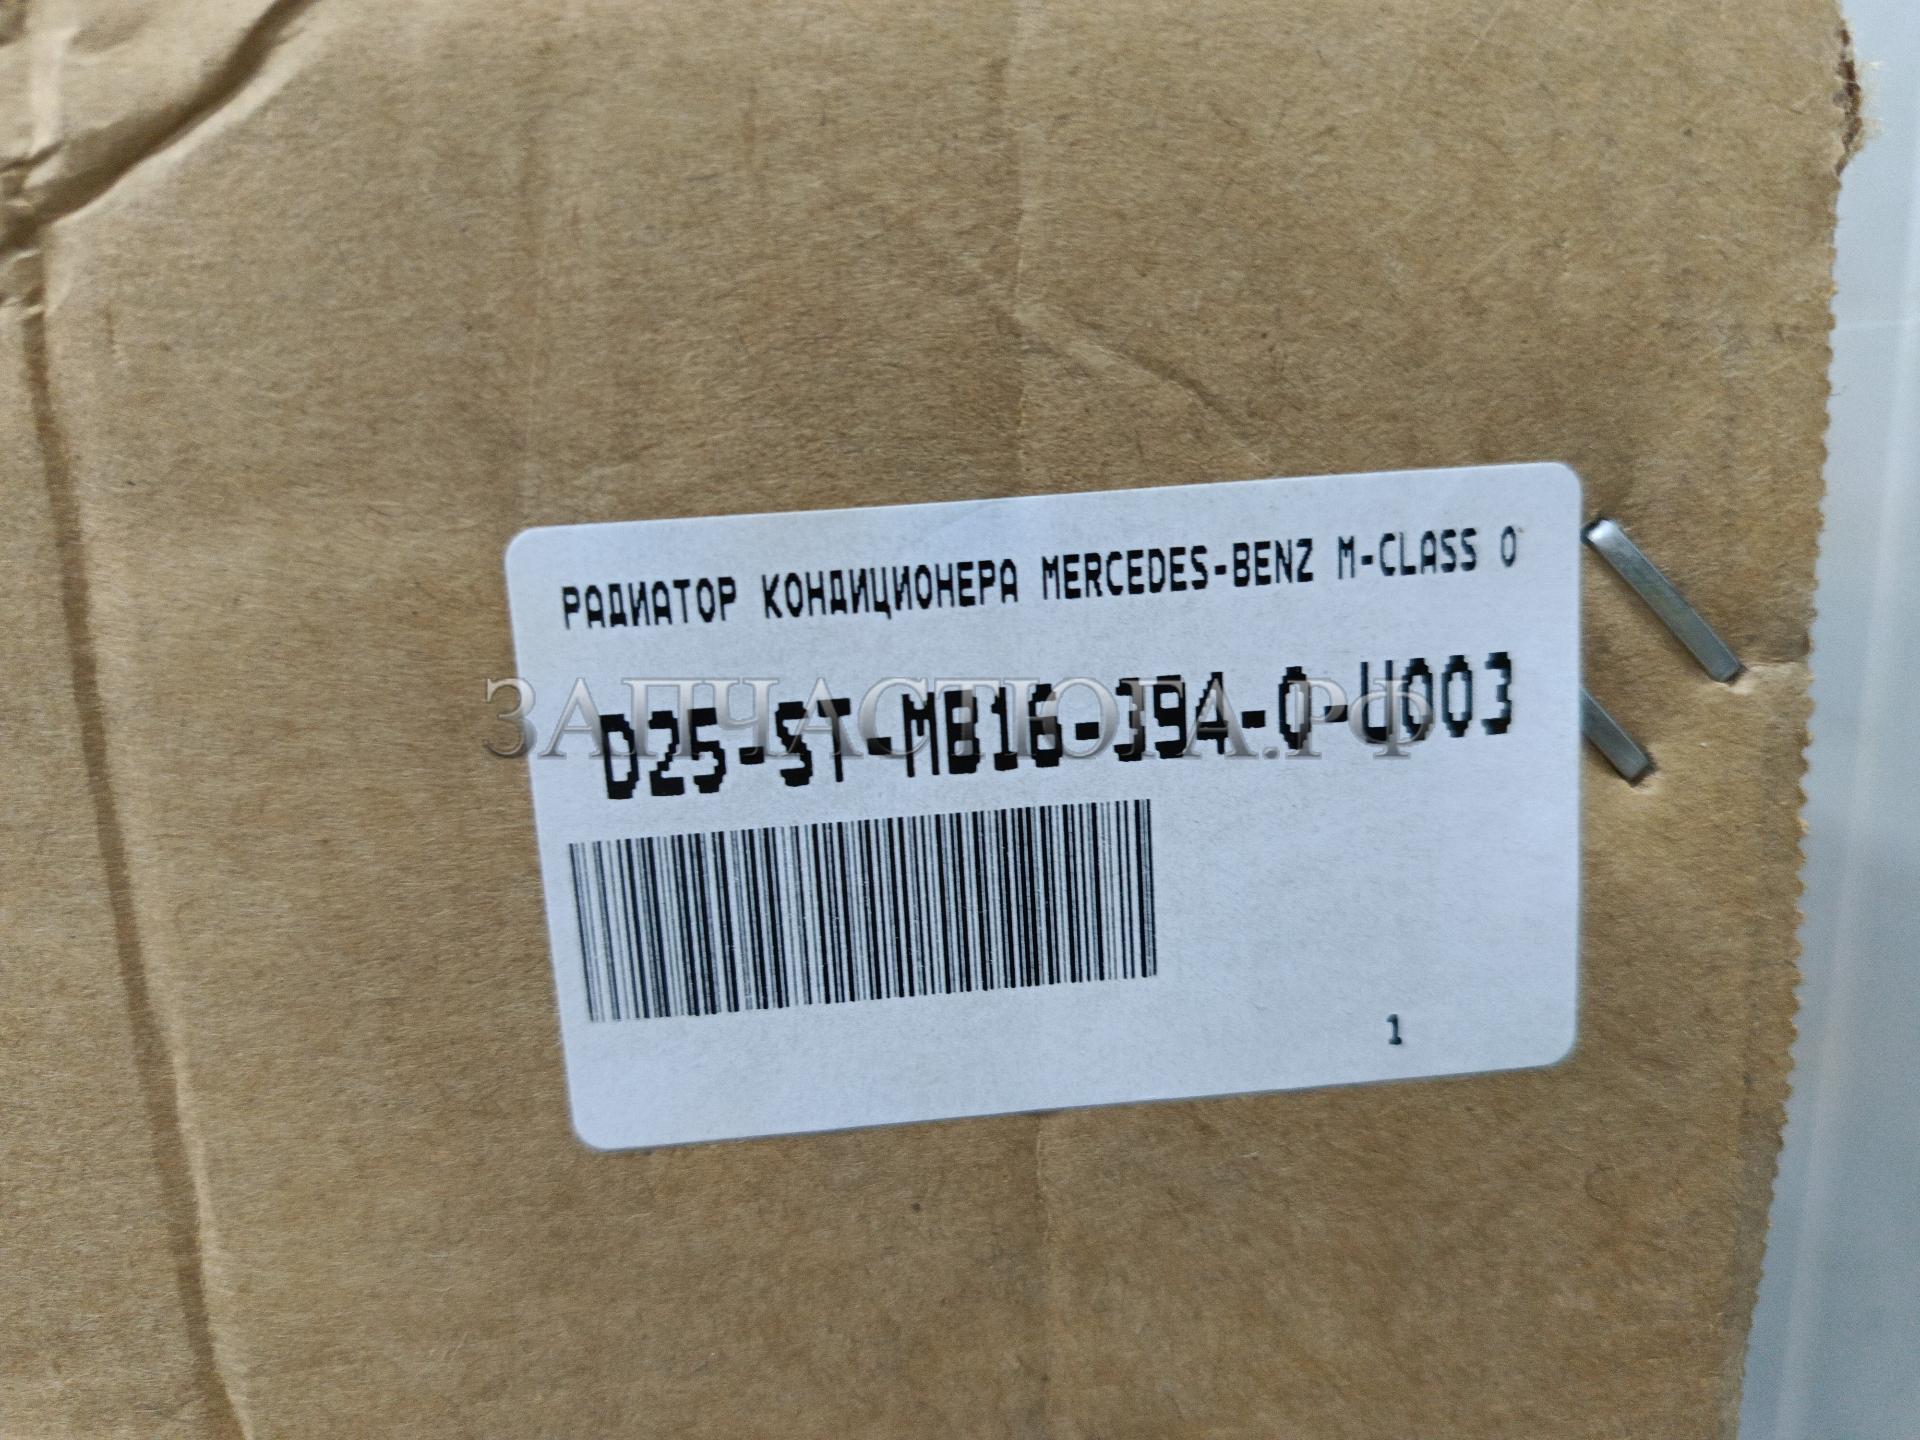 РАДИАТОР КОНДИЦИОНЕРА MERCEDES-BENZ M-CLASS 0
D25-ST-MB16-394-0-U003
ЗАПЧАСТЮГА.РФ
1